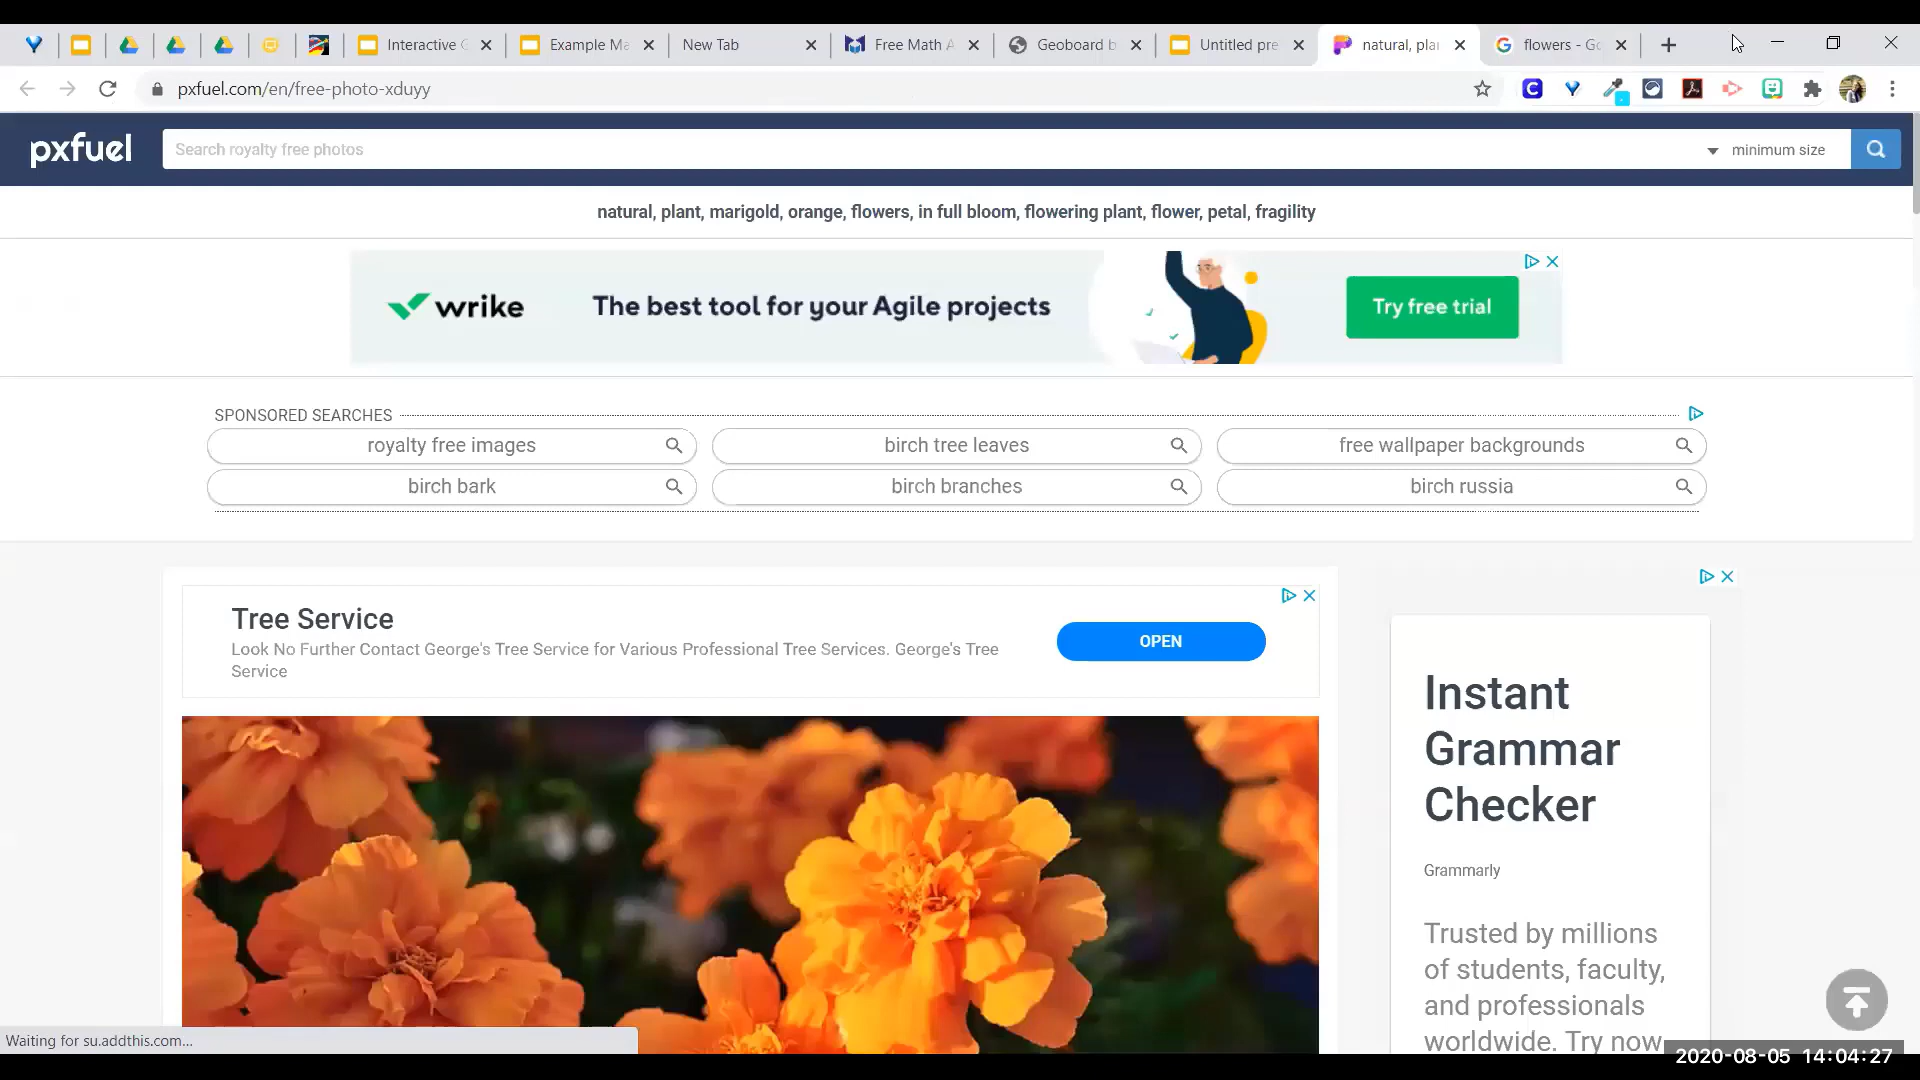 Interactive G
Example Ma
New Tab
Free Math A
Geoboard b
Untitled pre
natural, plan
flowers - Go
pxfuel.com/en/free-photo-xduyy
pxfuel
Search royalty free photos
minimum size
natural, plant, marigold, orange, flowers, in full bloom, flowering plant, flower, petal, fragility
wrike
The best tool for your Agile projects
Try free trial
SPONSORED SEARCHES
royalty free images
birch tree leaves
free wallpaper backgrounds
birch bark
birch branches
birch russia
Tree Service
Look No Further Contact George's Tree Service for Various Professional Tree Services. George's Tree
Service
OPEN
Instant
Grammar
Checker
Grammarly
Trusted by millions
of students, faculty,
and professionals
worldwide. Try now
Waiting for su.addthis.com...
2020-08-05 14:04:27